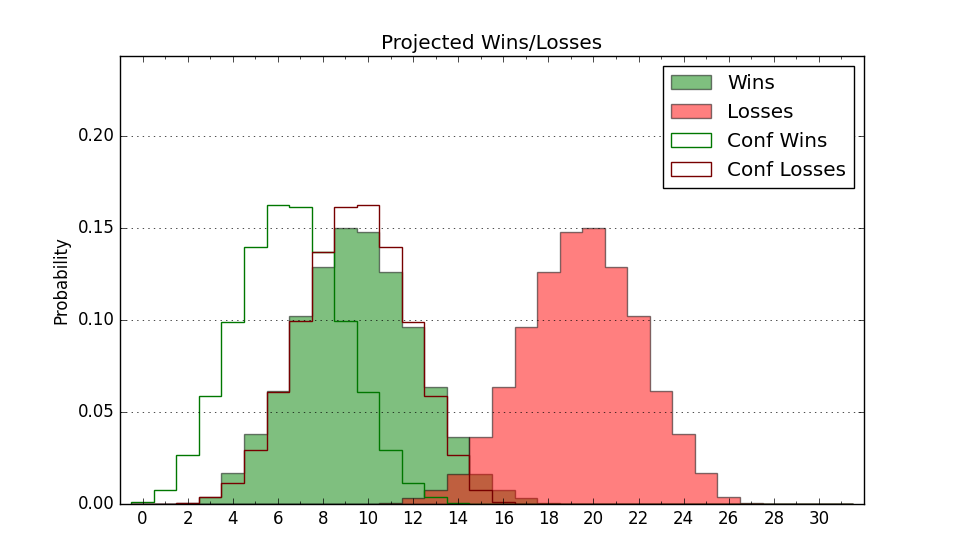 Projected Wins/Losses
Wins
Losses
Conf Wins
Conf Losses
Probability
0.20
0.15
0.10
0.05
0.00
0 2 4 6 8 10 12 14 16 18 20 22 24 26 28 30